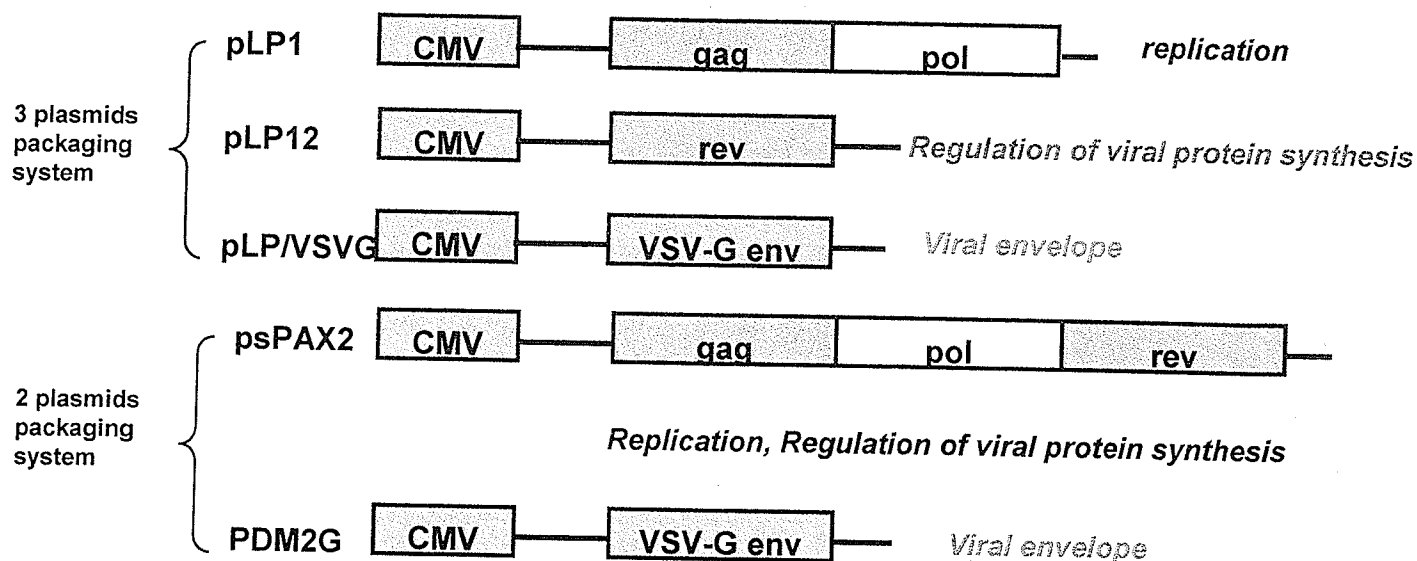 pLP1 CMV gag pol replication
3 plasmids
packaging
system
pLP12 CMV rev Regulation of viral protein synthesis
pLP/VSVG CMV VSV-G env Viral envelope
psPAX2 CMV gag pol rev
2 plasmids
packaging
system
Replication, Regulation of viral protein synthesis
PDM2G CMV VSV-G env Viral envelope